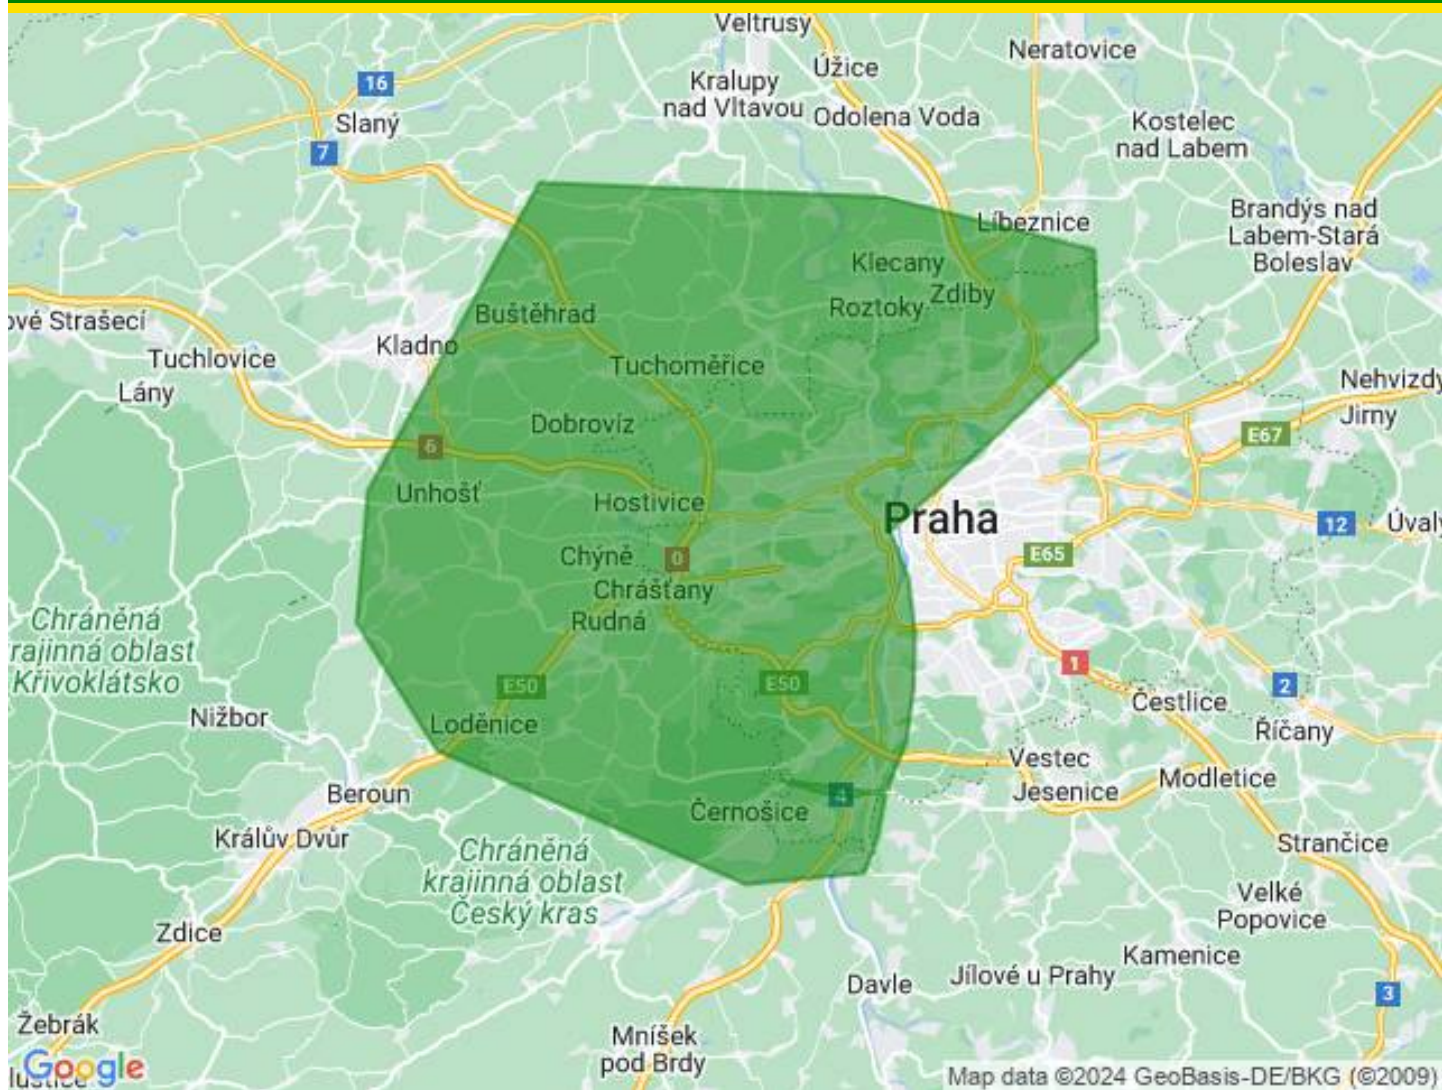 Veltrusy
Neratovice
Úžice
16
Kralupy
nad Vltavou
Odolena Voda
Slaný
Kostelec
nad Labem
7
Brandýs nad
Labem-Stará
Boleslav
Líbeznice
Klecany
Zdiby
Roztoky
Buštěhrad
ové Strašecí
Kladno
Tuchlovice
Tuchoměřice
Lány
Nehvizdy
Jirny
Dobrovíz
E67
6
Unhošť
Hostivice
Praha
12
Úvaly
Chýně
0
E65
Chrášťany
Rudná
Chráněná
krajinná oblast
Křivoklátsko
1
E50
E50
2
Nižbor
Loděnice
Čestlice
Říčany
Vestec
Beroun
4
Jesenice
Modletice
Černošice
Králův Dvůr
Strančice
Chráněná
krajinná oblast
Český kras
Velké
Popovice
Zdice
Kamenice
Davle
Jílové u Prahy
3
Žebrák
Mníšek
pod Brdy
Google
Map data ©2024 GeoBasis-DE/BKG (©2009)